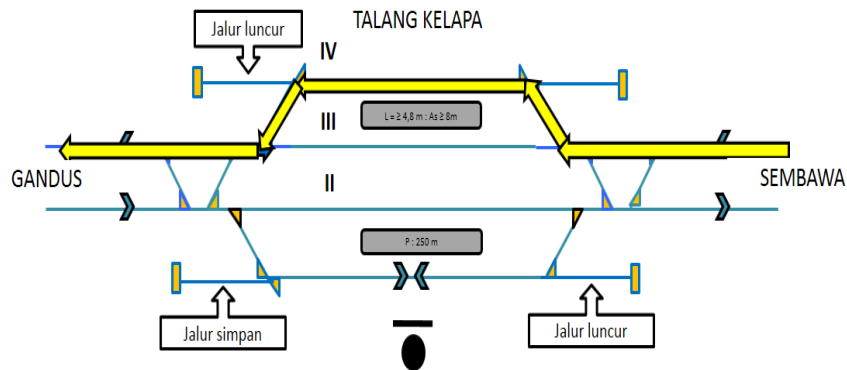 TALANG KELAPA
Jalur luncur
IV
L = ≥ 4,8 m : As ≥ 8m
III
GANDUS
II
SEMBAWA
P : 250 m
Jalur simpan
Jalur luncur